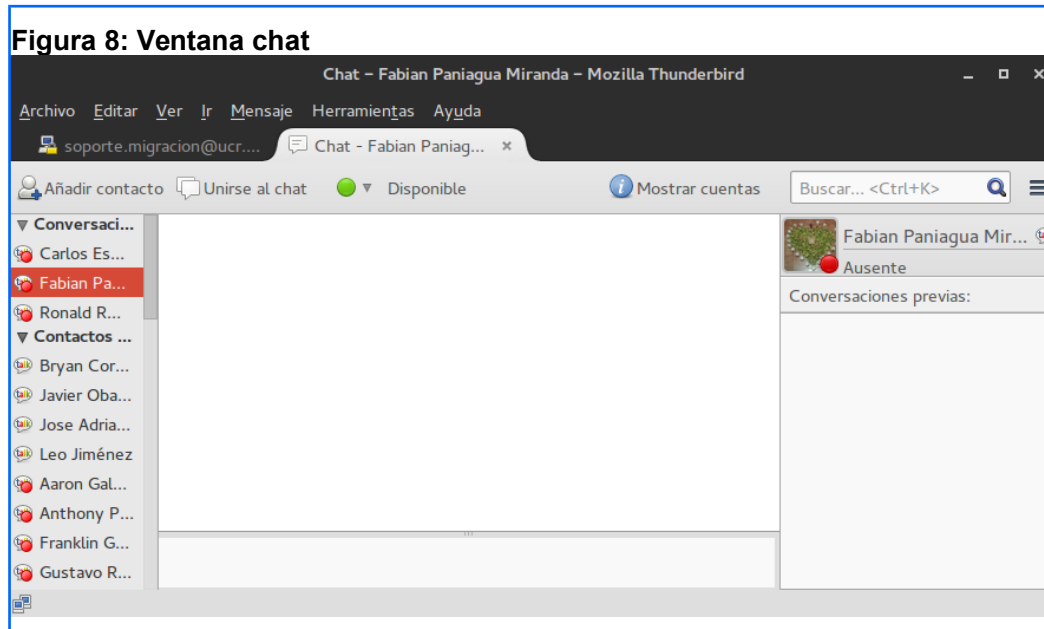 Figura 8: Ventana chat
Chat – Fabian Paniagua Miranda – Mozilla Thunderbird
Archivo Editar Ver Ir Mensaje Herramientas Ayuda
soporte.migracion@ucr.... Chat - Fabian Paniag...
Añadir contacto Unirse al chat Disponible Mostrar cuentas Buscar... <Ctrl+K>
Conversaci...
Carlos Es...
Fabian Pa...
Ronald R...
Contactos ...
Bryan Cor...
Javier Oba...
Jose Adria...
Leo Jiménez
Aaron Gal...
Anthony P...
Franklin G...
Gustavo R...
Fabian Paniagua Mir...
Ausente
Conversaciones previas: